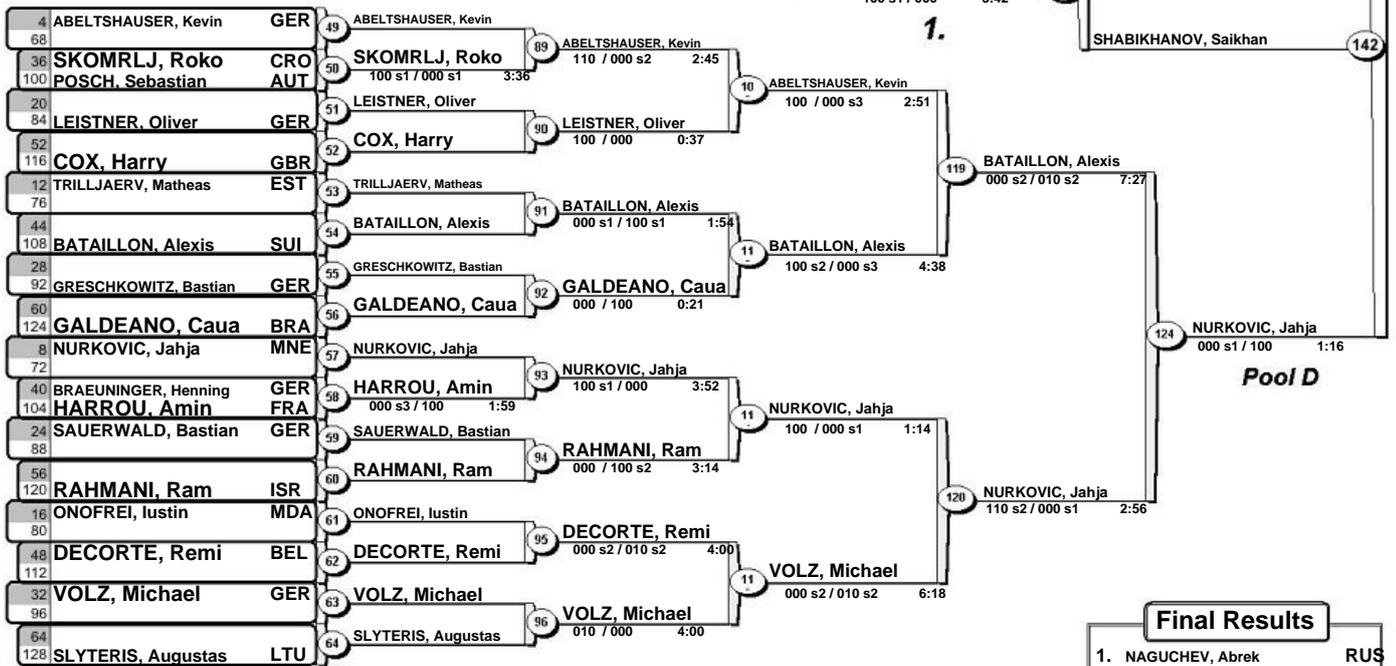 100 s1 / 000 3:42
1.
SHABIKHANOV, Saikhan
142
4 ABELTSHAUSER, Kevin GER
68
36 SKOMRLJ, Roko CRO
100 POSCH, Sebastian AUT
20
84 LEISTNER, Oliver GER
52
116 COX, Harry GBR
12 TRILLJAERV, Matheas EST
76
44
108 BATAILLON, Alexis SUI
28
92 GRESCHKOWITZ, Bastian GER
60
124 GALDEANO, Caua BRA
8 NURKOVIC, Jahja MNE
72
40 BRAEUNINGER, Henning GER
104 HARROU, Amin FRA
24 SAUERWALD, Bastian GER
88
56
120 RAHMANI, Ram ISR
16 ONOFREI, Iustin MDA
80
48 DECORTE, Remi BEL
112
32 VOLZ, Michael GER
96
64
128 SLYTERIS, Augustas LTU
49 ABELTSHAUSER, Kevin
50 SKOMRLJ, Roko
100 s1 / 000 s1 3:36
51 LEISTNER, Oliver
52 COX, Harry
53 TRILLJAERV, Matheas
54 BATAILLON, Alexis
55 GRESCHKOWITZ, Bastian
56 GALDEANO, Caua
57 NURKOVIC, Jahja
58 HARROU, Amin
000 s3 / 100 1:59
59 SAUERWALD, Bastian
60 RAHMANI, Ram
61 ONOFREI, Iustin
62 DECORTE, Remi
63 VOLZ, Michael
64 SLYTERIS, Augustas
89 ABELTSHAUSER, Kevin
110 / 000 s2 2:45
90 LEISTNER, Oliver
100 / 000 0:37
91 BATAILLON, Alexis
000 s1 / 100 s1 1:54
92 GALDEANO, Caua
000 / 100 0:21
93 NURKOVIC, Jahja
100 s1 / 000 3:52
94 RAHMANI, Ram
000 / 100 s2 3:14
95 DECORTE, Remi
000 s2 / 010 s2 4:00
96 VOLZ, Michael
010 / 000 4:00
10 ABELTSHAUSER, Kevin
100 / 000 s3 2:51
11 BATAILLON, Alexis
100 s2 / 000 s3 4:38
11 NURKOVIC, Jahja
100 / 000 s1 1:14
11 VOLZ, Michael
000 s2 / 010 s2 6:18
119 BATAILLON, Alexis
000 s2 / 010 s2 7:27
120 NURKOVIC, Jahja
110 s2 / 000 s1 2:56
124 NURKOVIC, Jahja
000 s1 / 100 1:16
Pool D
Final Results
1. NAGUCHEV, Abrek RUS